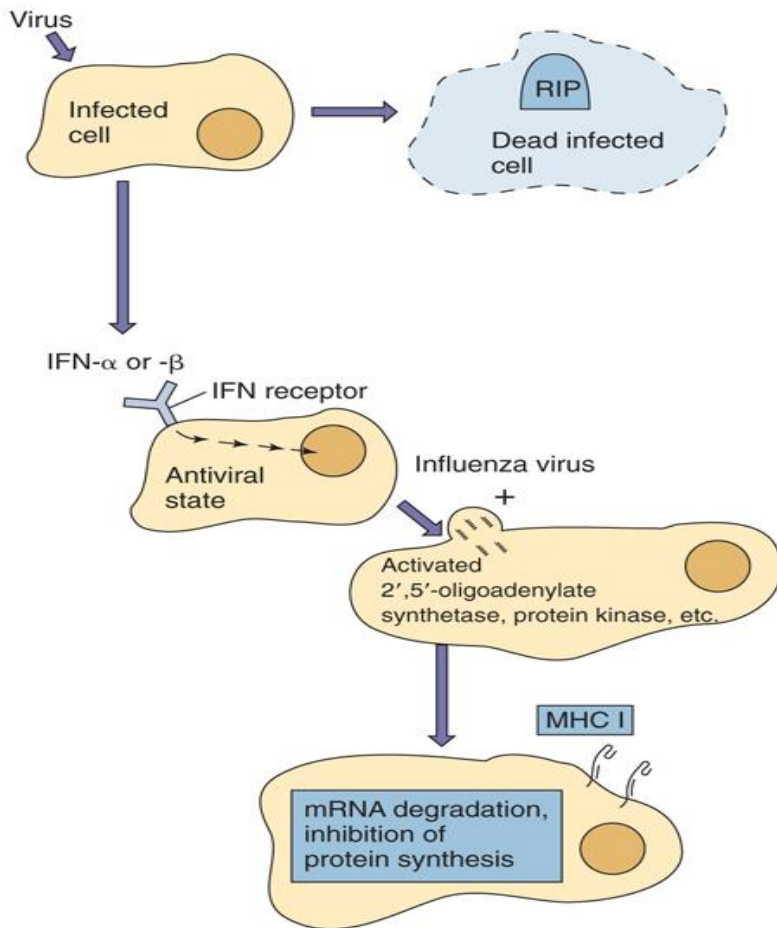 Virus
Infected
cell
RIP
Dead infected
cell
IFN-α or -β
IFN receptor
Antiviral
state
Influenza virus
+
Activated
2′,5′-oligoadenylate
synthetase, protein kinase, etc.
MHC I
mRNA degradation,
inhibition of
protein synthesis